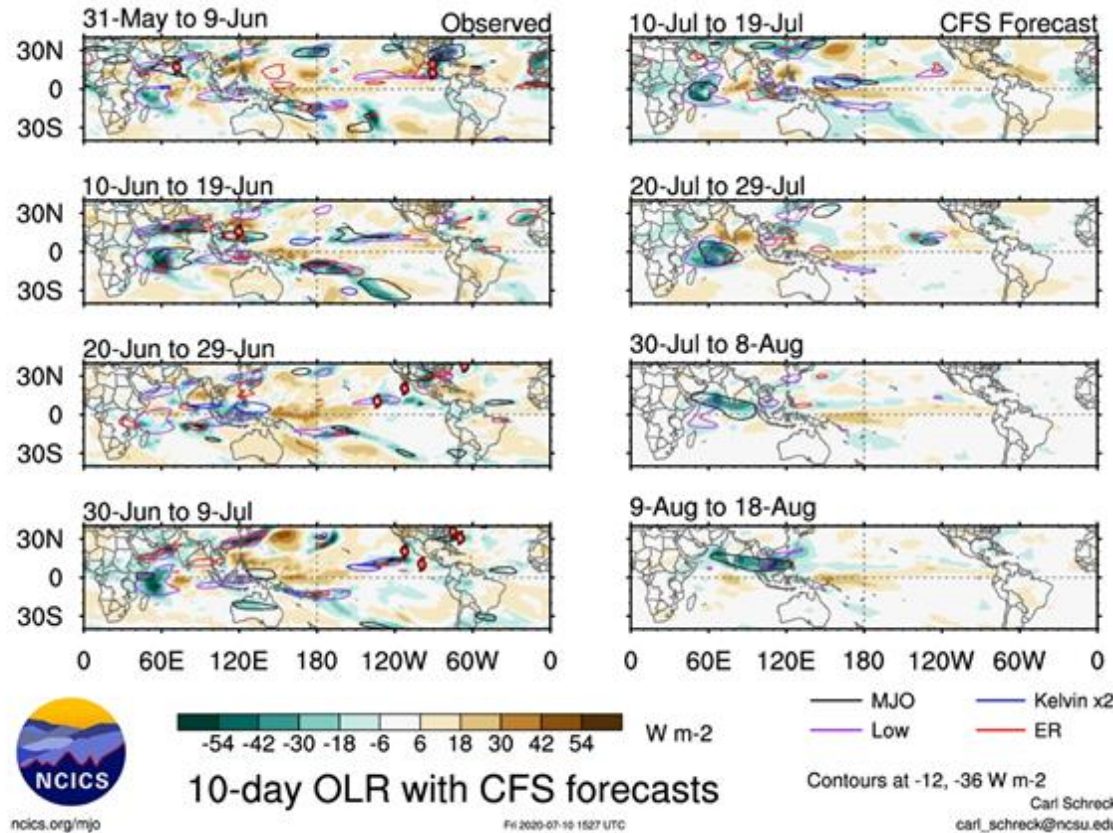 31-May to 9-Jun Observed
10-Jul to 19-Jul CFS Forecast
30N
0
30S
10-Jun to 19-Jun
20-Jul to 29-Jul
30N
0
30S
20-Jun to 29-Jun
30-Jul to 8-Aug
30N
0
30S
30-Jun to 9-Jul
9-Aug to 18-Aug
30N
0
30S
0 60E 120E 180 120W 60W 0
0 60E 120E 180 120W 60W 0
NCICS
ncics.org/mjo
-54 -42 -30 -18 -6 6 18 30 42 54
W m-2
10-day OLR with CFS forecasts
Fri 2020-07-10 1527 UTC
MJO Kelvin x2
Low ER
Contours at -12, -36 W m-2
Carl Schreck
carl_schreck@ncsu.edu